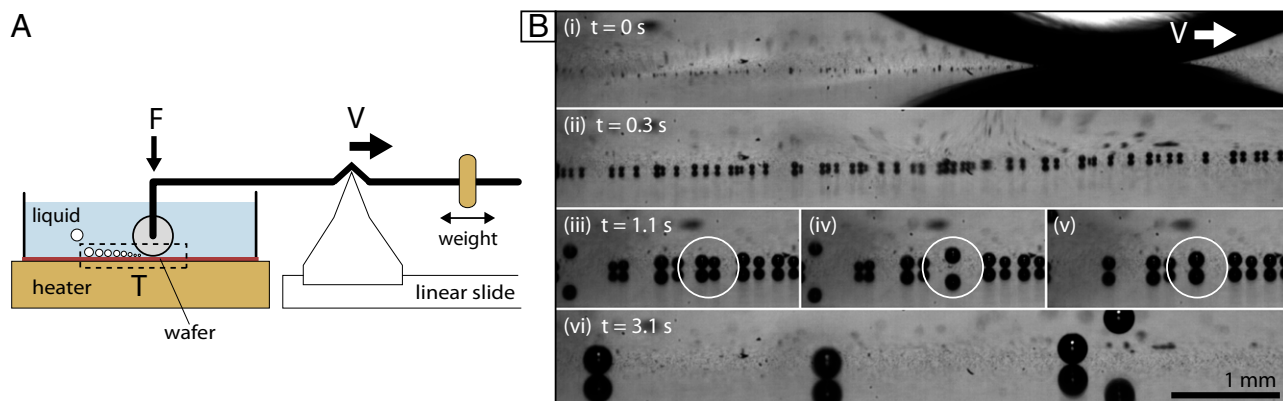 A
F
V
liquid
weight
heater
T
linear slide
wafer
B
(i) t = 0 s
V
(ii) t = 0.3 s
(iii) t = 1.1 s
(iv)
(v)
(vi) t = 3.1 s
1 mm